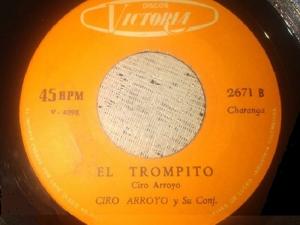 DISCOS
VICTORIA
45 RPM
2671 B
V - 4098
Charanga
EL TROMPITO
Ciro Arroyo
CIRO ARROYO y Su Conj.